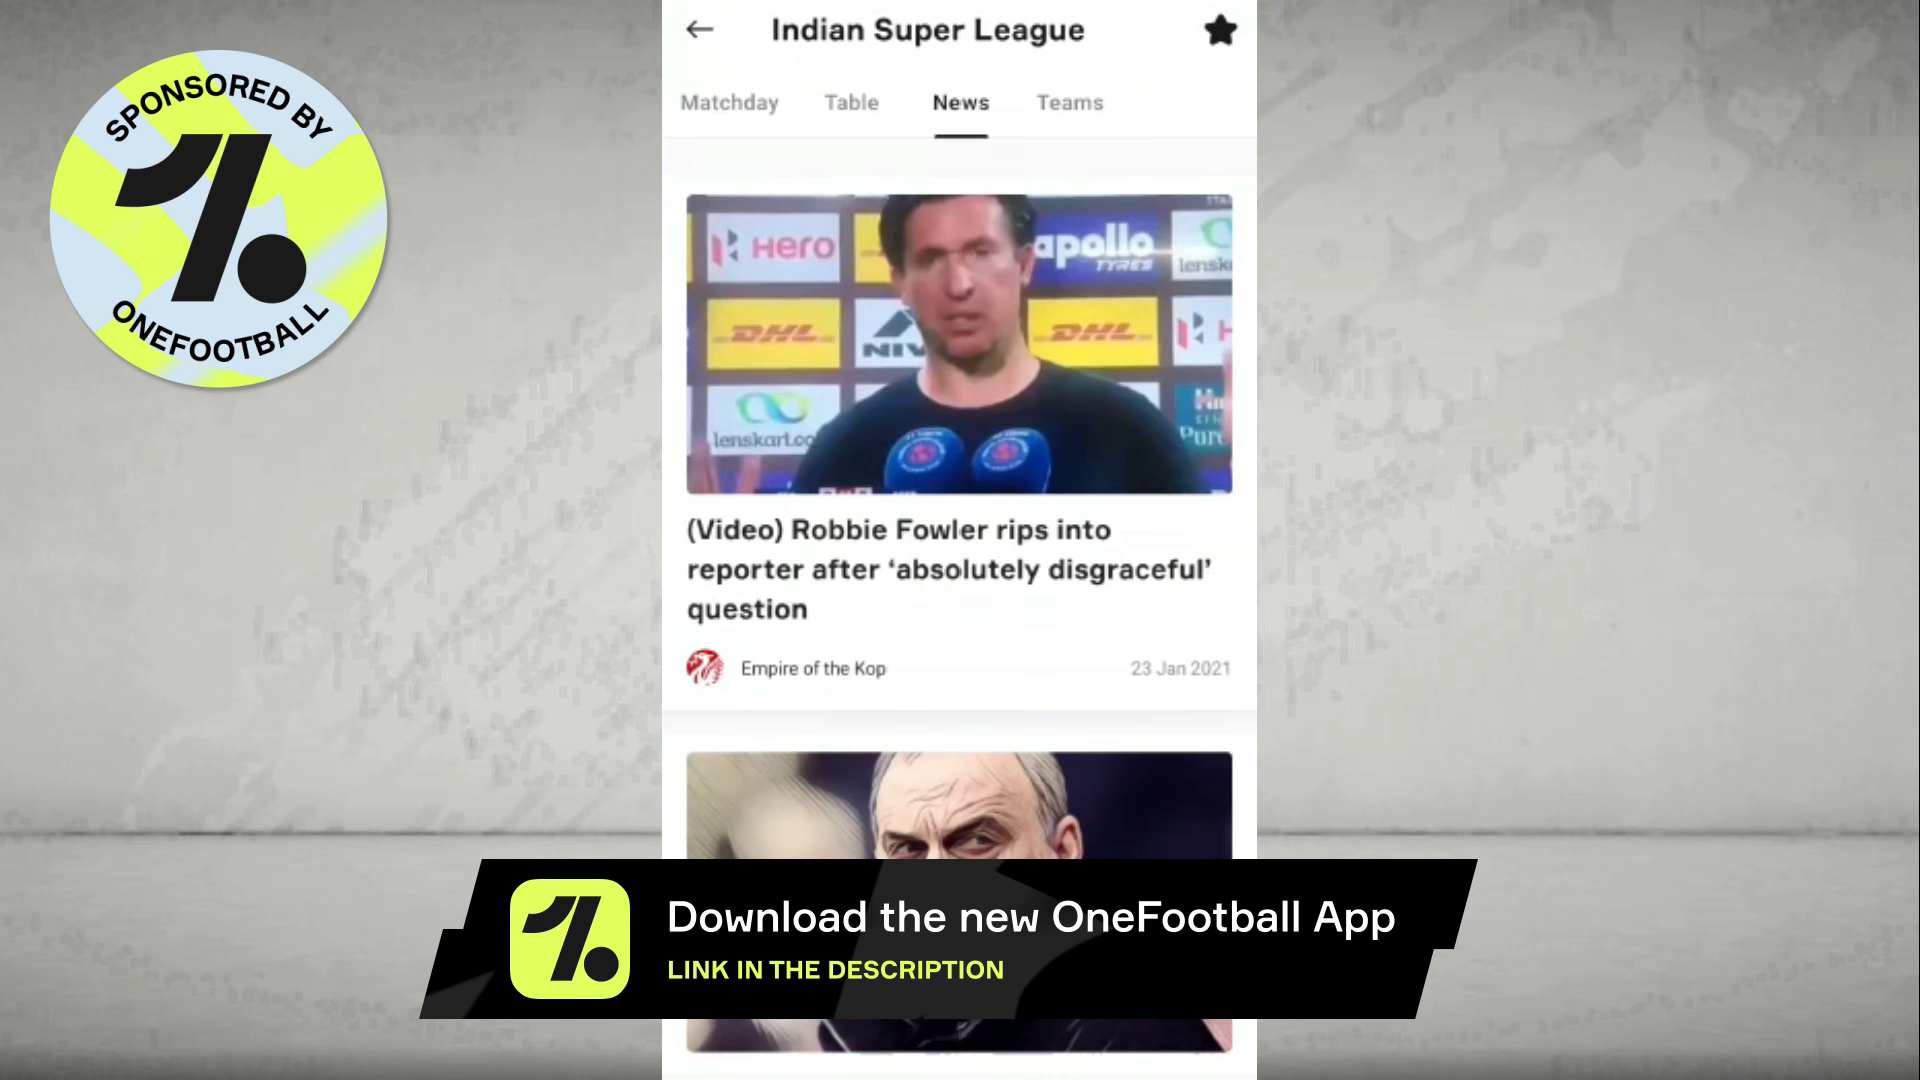 Indian Super League
Matchday Table News Teams
SPONSORED BY
ONEFOOTBALL
Hero
apollo
TYRES
DHL
DHL
lenskart.co
(Video) Robbie Fowler rips into
reporter after ‘absolutely disgraceful’
question
Empire of the Kop 23 Jan 2021
Download the new OneFootball App
LINK IN THE DESCRIPTION